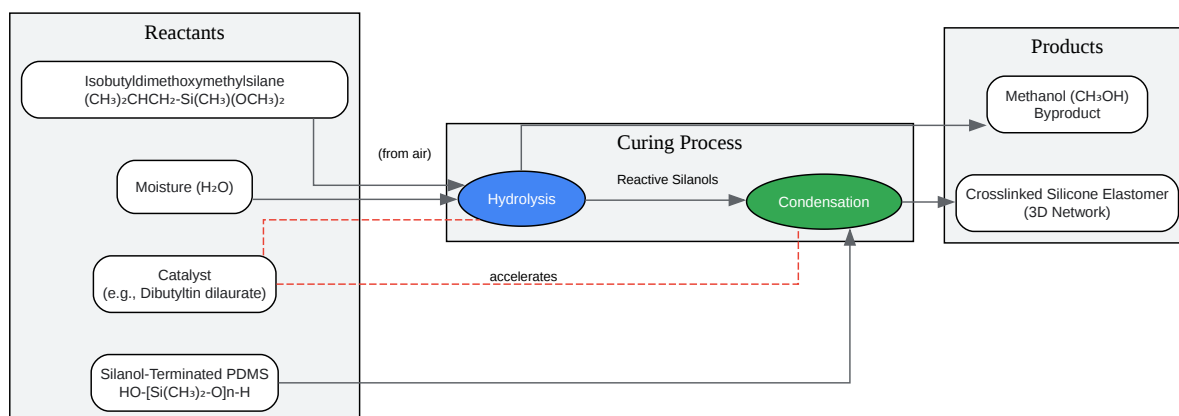 Reactants
Isobutyldimethoxymethylsilane
(CH₃)₂CHCH₂-Si(CH₃)(OCH₃)₂
Moisture (H₂O)
Catalyst
(e.g., Dibutyltin dilaurate)
Silanol-Terminated PDMS
HO-[Si(CH₃)₂-O]n-H
(from air)
accelerates
Curing Process
Hydrolysis
Reactive Silanols
Condensation
Products
Methanol (CH₃OH)
Byproduct
Crosslinked Silicone Elastomer
(3D Network)